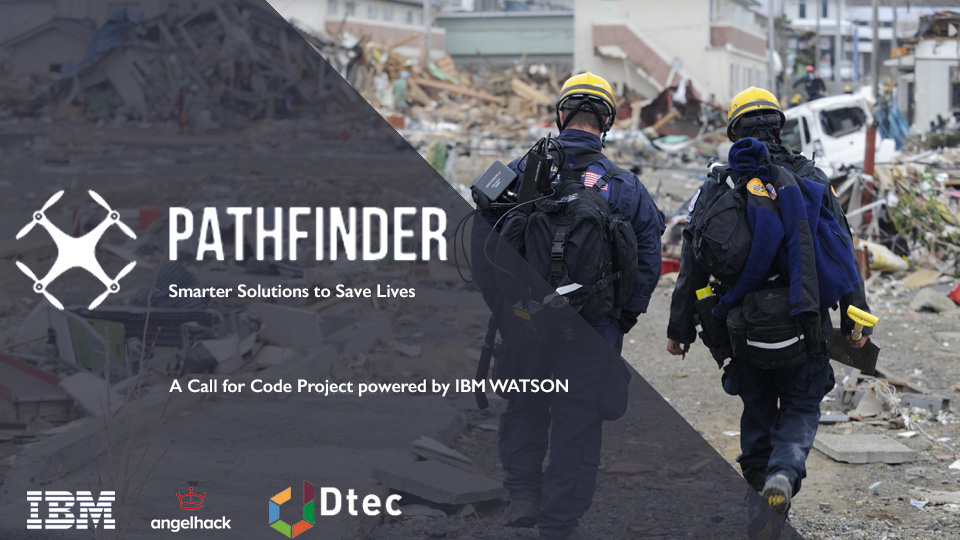 PATHFINDER
Smarter Solutions to Save Lives
A Call for Code Project powered by IBM WATSON
IBM
angelhack
Dtec